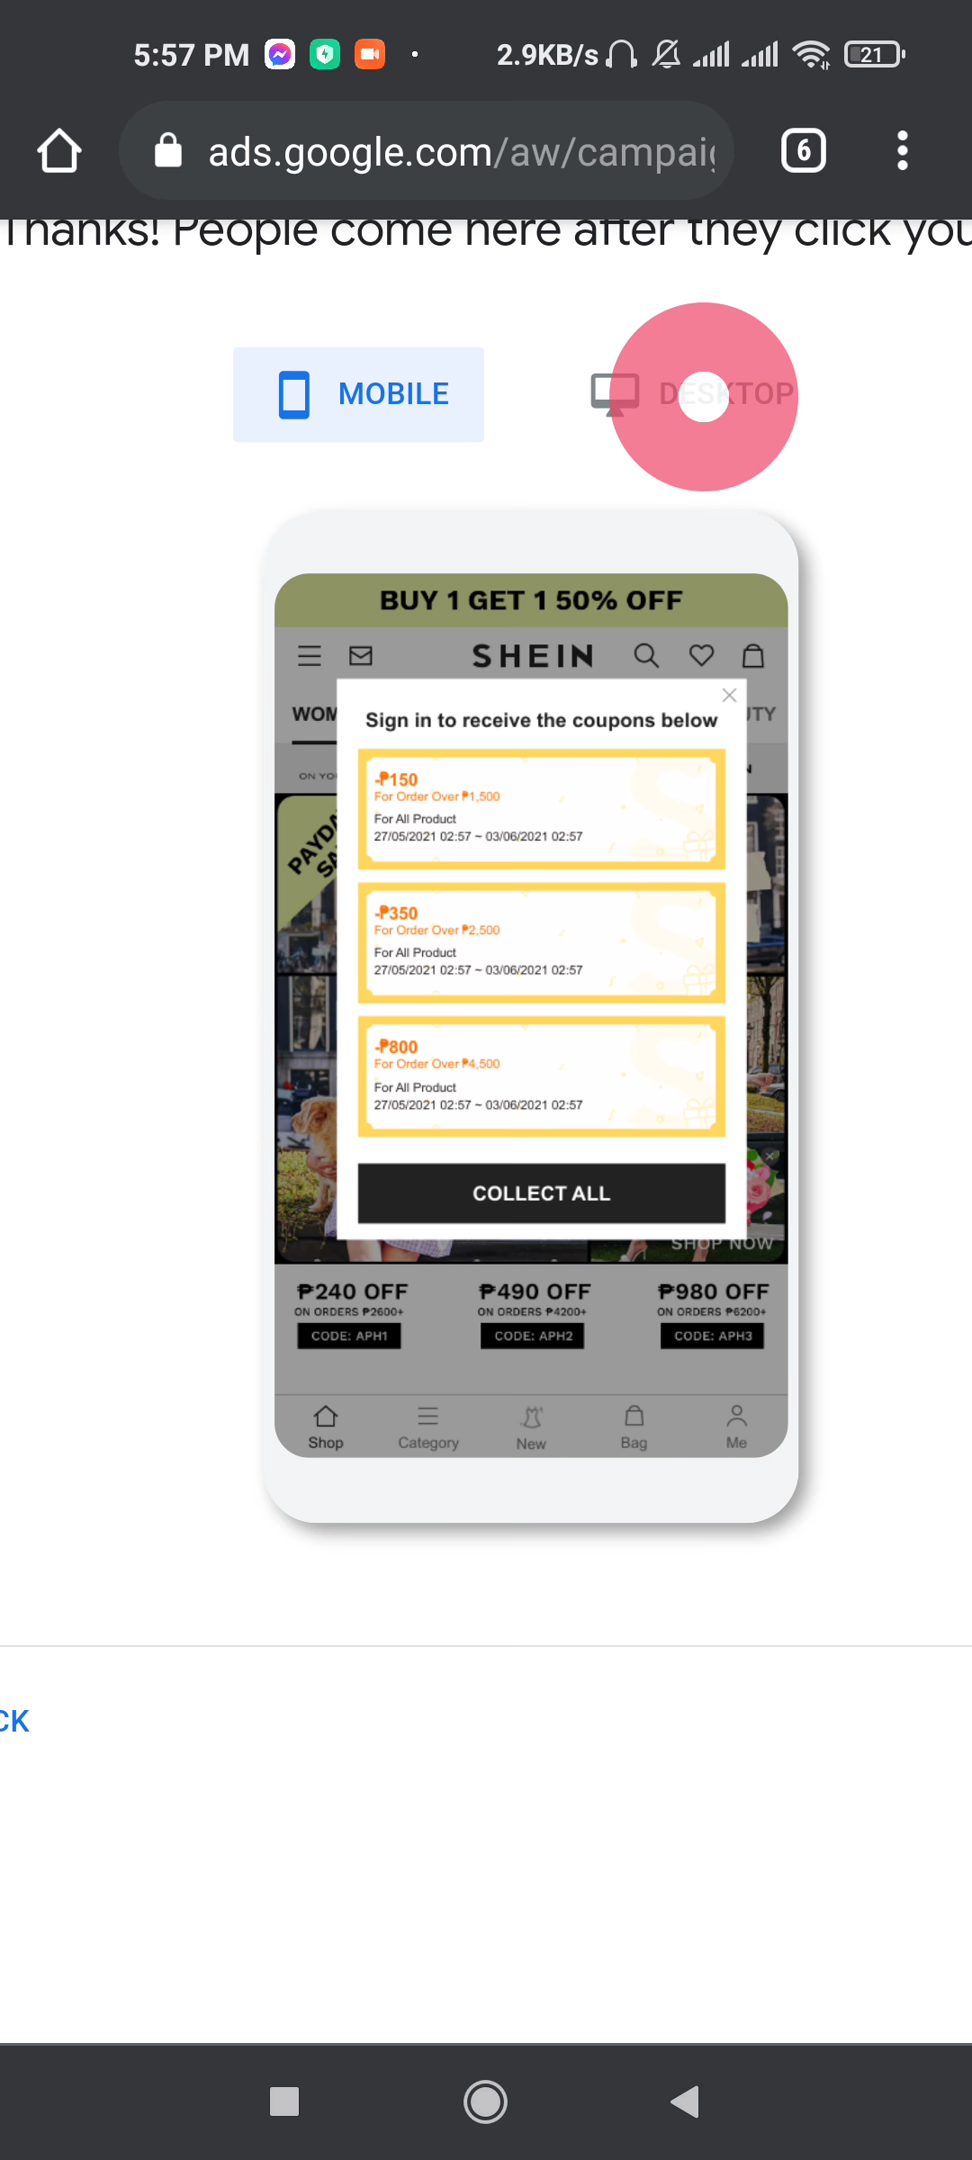 5:57 PM
2.9KB/s
21
ads.google.com/aw/campaig
6
Thanks! People come here after they click you
MOBILE
DESKTOP
BUY 1 GET 1 50% OFF
SHEIN
WOM
UTY
Sign in to receive the coupons below
ON YO
N
-₱150
For Order Over ₱1,500
For All Product
27/05/2021 02:57 ~ 03/06/2021 02:57
PAYDA
SA
-₱350
For Order Over ₱2,500
For All Product
27/05/2021 02:57 ~ 03/06/2021 02:57
-₱800
For Order Over ₱4,500
For All Product
27/05/2021 02:57 ~ 03/06/2021 02:57
COLLECT ALL
SHOP NOW
₱240 OFF ₱490 OFF ₱980 OFF
ON ORDERS ₱2600+ ON ORDERS ₱4200+ ON ORDERS ₱6200+
CODE: APH1 CODE: APH2 CODE: APH3
Shop Category New Bag Me
CK